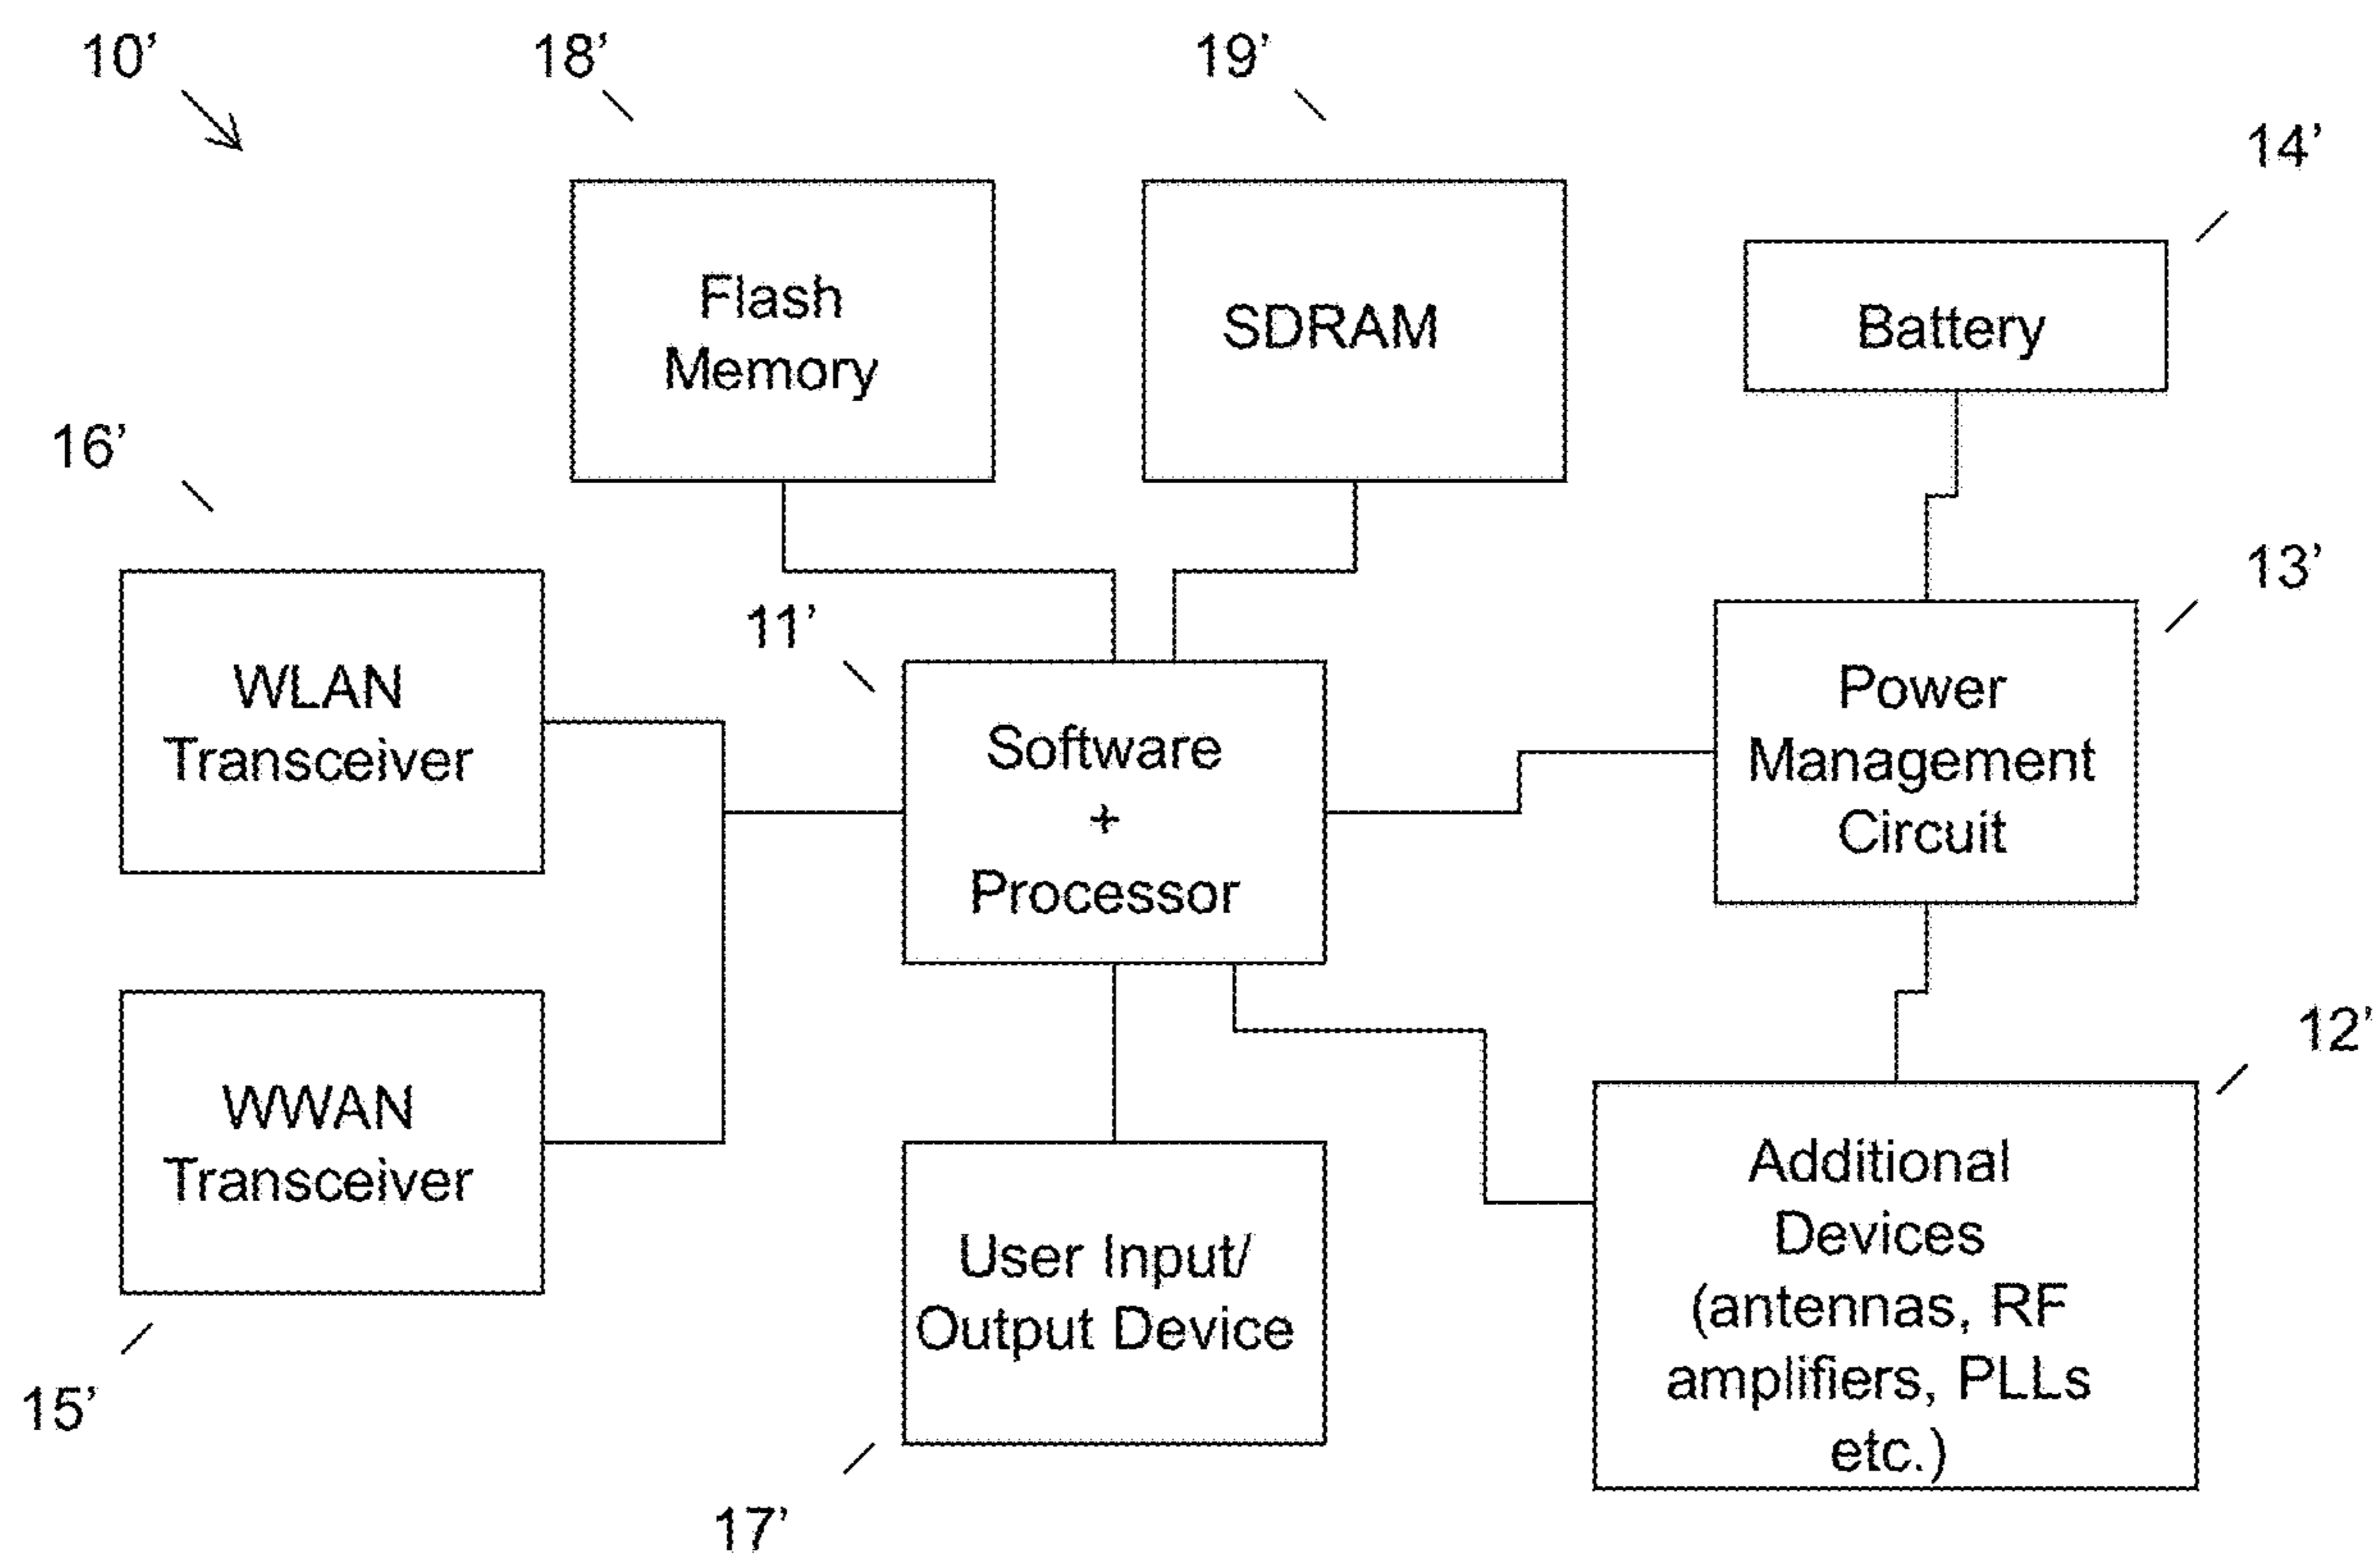 10’
18’
19’
14’
Flash
Memory
SDRAM
Battery
16’
13’
11’
WLAN
Transceiver
Software
+
Processor
Power
Management
Circuit
12’
WWAN
Transceiver
User Input/
Output Device
Additional
Devices
(antennas, RF
amplifiers, PLLs
etc.)
15’
17’